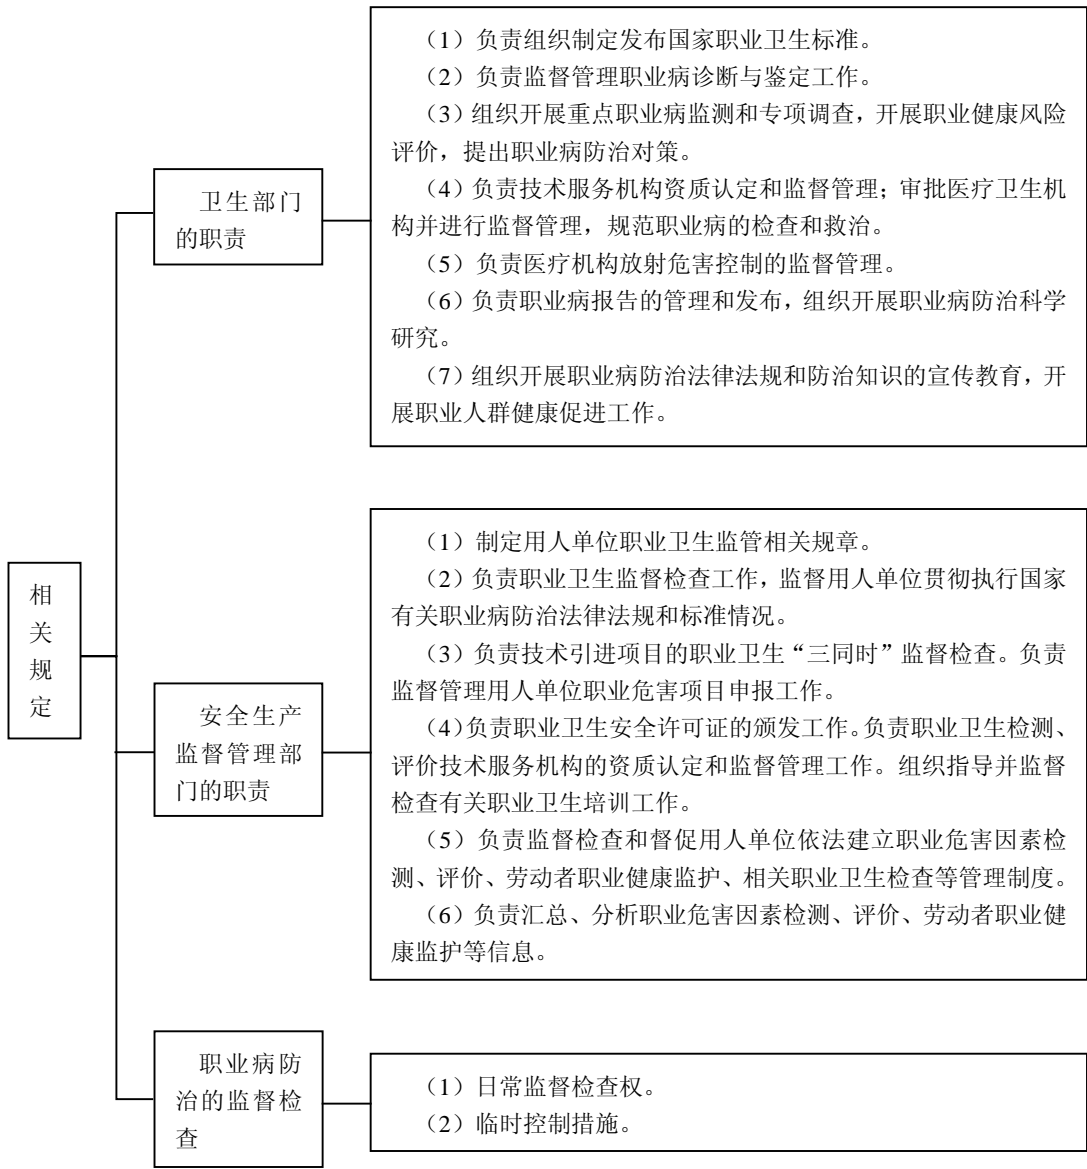 相
关
规
定
卫生部门
的职责
（1）负责组织制定发布国家职业卫生标准。
（2）负责监督管理职业病诊断与鉴定工作。
（3）组织开展重点职业病监测和专项调查，开展职业健康风险
评价，提出职业病防治对策。
（4）负责技术服务机构资质认定和监督管理；审批医疗卫生机
构并进行监督管理，规范职业病的检查和救治。
（5）负责医疗机构放射危害控制的监督管理。
（6）负责职业病报告的管理和发布，组织开展职业病防治科学
研究。
（7）组织开展职业病防治法律法规和防治知识的宣传教育，开
展职业人群健康促进工作。
安全生产
监督管理部
门的职责
（1）制定用人单位职业卫生监管相关规章。
（2）负责职业卫生监督检查工作，监督用人单位贯彻执行国家
有关职业病防治法律法规和标准情况。
（3）负责技术引进项目的职业卫生“三同时”监督检查。负责
监督管理用人单位职业危害项目申报工作。
（4）负责职业卫生安全许可证的颁发工作。负责职业卫生检测、
评价技术服务机构的资质认定和监督管理工作。组织指导并监督
检查有关职业卫生培训工作。
（5）负责监督检查和督促用人单位依法建立职业危害因素检
测、评价、劳动者职业健康监护、相关职业卫生检查等管理制度。
（6）负责汇总、分析职业危害因素检测、评价、劳动者职业健
康监护等信息。
职业病防
治的监督检
查
（1）日常监督检查权。
（2）临时控制措施。